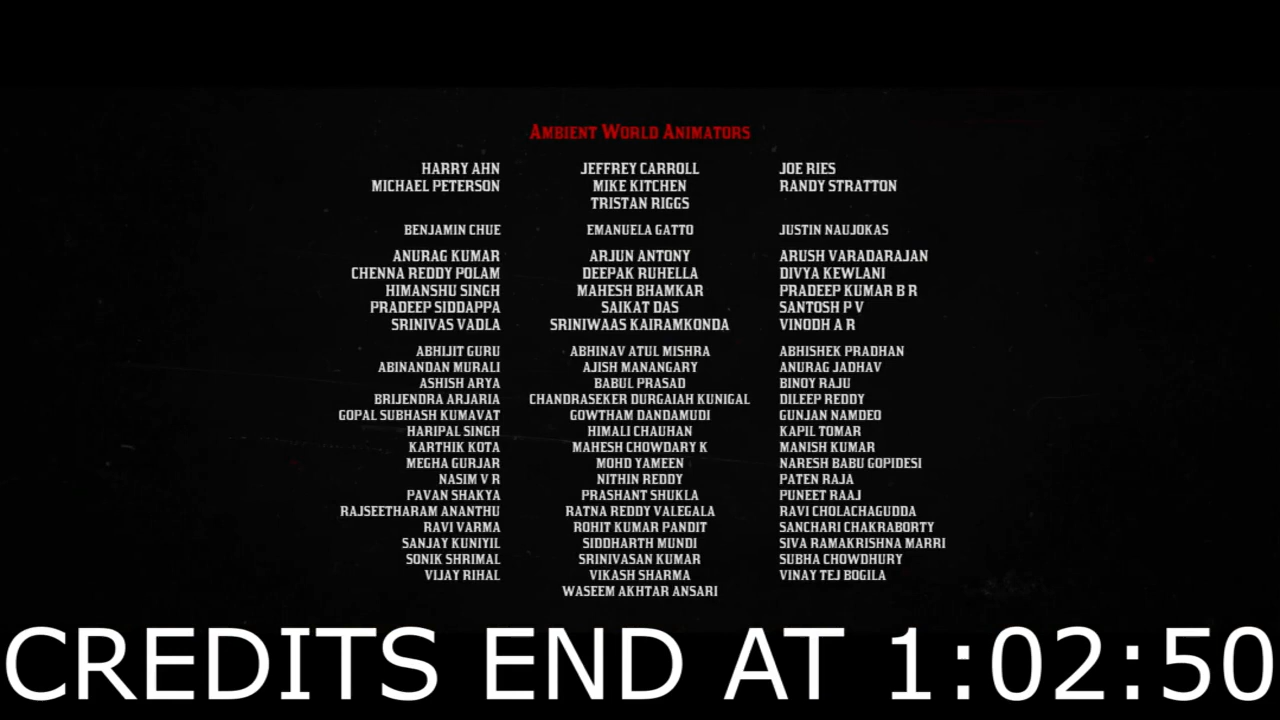 Ambient World Animators
HARRY AHN JEFFREY CARROLL JOE RIES
MICHAEL PETERSON MIKE KITCHEN RANDY STRATTON
TRISTAN RIGGS
BENJAMIN CHUE EMANUELA GATTO JUSTIN NAUJOKAS
ANURAG KUMAR ARJUN ANTONY ARUSH VARADARAJAN
CHENNA REDDY POLAM DEEPAK RUHELLA DIVYA KEWLANI
HIMANSHU SINGH MAHESH BHAMKAR PRADEEP KUMAR B R
PRADEEP SIDDAPPA SAIKAT DAS SANTOSH P V
SRINIVAS VADLA SRINIWAAS KAIRAMKONDA VINODH A R
ABHIJIT GURU ABHINAV ATUL MISHRA ABHISHEK PRADHAN
ABINANDAN MURALI AJISH MANANGARY ANURAG JADHAV
ASHISH ARYA BABUL PRASAD BINOY RAJU
BRIJENDRA ARJARIA CHANDRASEKER DURGAIAH KUNIGAL DILEEP REDDY
GOPAL SUBHASH KUMAVAT GOWTHAM DANDAMUDI GUNJAN NAMDEO
HARIPAL SINGH HIMALI CHAUHAN KAPIL TOMAR
KARTHIK KOTA MAHESH CHOWDARY K MANISH KUMAR
MEGHA GURJAR MOHD YAMEEN NARESH BABU GOPIDESI
NASIM V R NITHIN REDDY PATEN RAJA
PAVAN SHAKYA PRASHANT SHUKLA PUNEET RAAJ
RAJSEETHARAM ANANTHU RATNA REDDY VALEGALA RAVI CHOLACHAGUDDA
RAVI VARMA ROHIT KUMAR PANDIT SANCHARI CHAKRABORTY
SANJAY KUNIYIL SIDDHARTH MUNDI SIVA RAMAKRISHNA MARRI
SONIK SHRIMAL SRINIVASAN KUMAR SUBHA CHOWDHURY
VIJAY RIHAL VIKASH SHARMA VINAY TEJ BOGILA
WASEEM AKHTAR ANSARI
CREDITS END AT 1:02:50